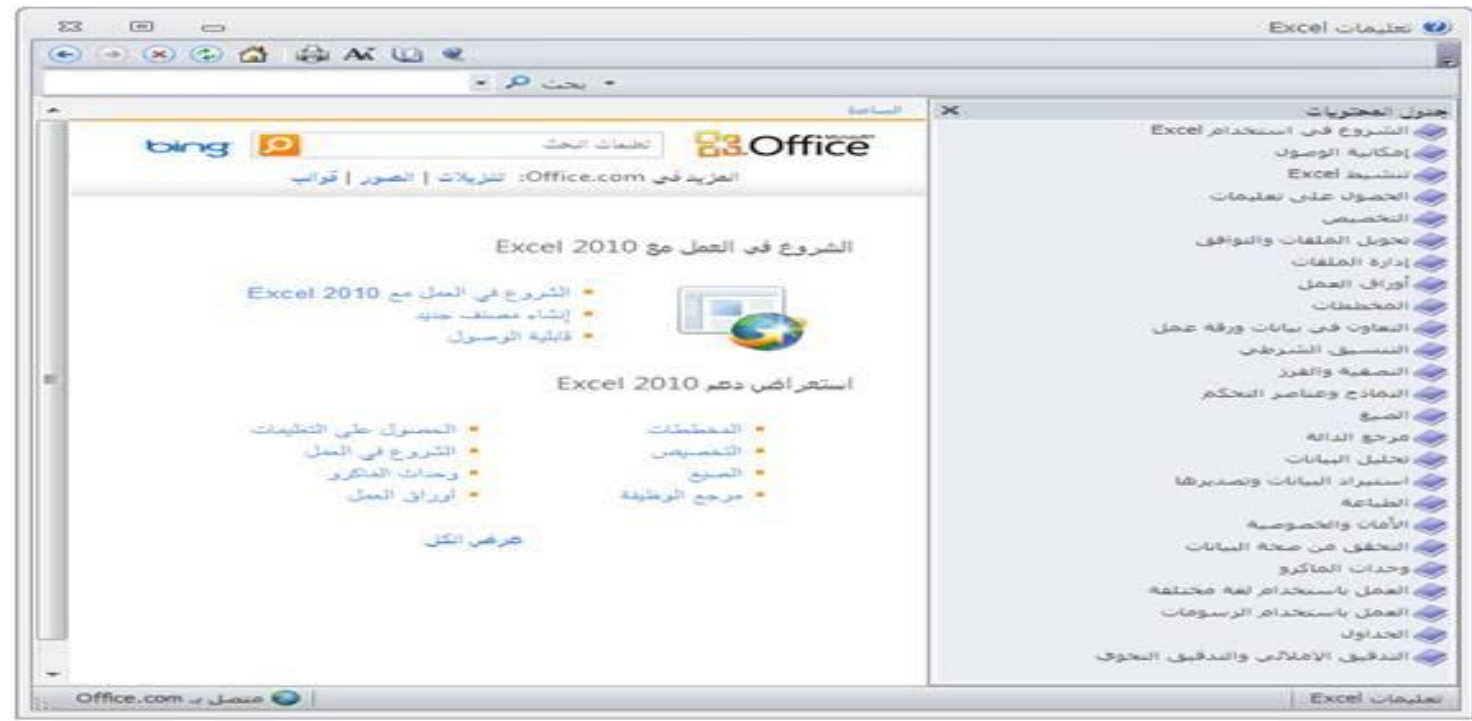 تعليمات Excel
بحث
جدول المحتويات
الشروع في استخدام Excel
إمكانية الوصول
تنشيط Excel
الحصول على تعليمات
التخصيص
تحويل الملفات والتوافق
إدارة الملفات
أوراق العمل
المخططات
التعاون في بيانات ورقة عمل
التنسيق الشرطي
التصفية والفرز
النماذج وعناصر التحكم
الصيغ
مرجع الدالة
تحليل البيانات
استيراد البيانات وتصديرها
الطباعة
الأمان والخصوصية
التحقق من صحة البيانات
وحدات الماكرو
العمل باستخدام لغة مختلفة
العمل باستخدام الرسومات
الجداول
التدقيق الإملائي والتدقيق النحوي
Office تعليمات البحث bing
المزيد في Office.com: تنزيلات | الصور | قوالب
الشروع في العمل مع Excel 2010
الشروع في العمل مع Excel 2010
إنشاء مصنف جديد
قابلية الوصول
استعراض دعم Excel 2010
المخططات
التخصيص
الصيغ
مرجع الوظيفة
الحصول على التعليمات
الشروع في العمل
وحدات الماكرو
أوراق العمل
عرض الكل
تعليمات Excel
متصل بـ Office.com